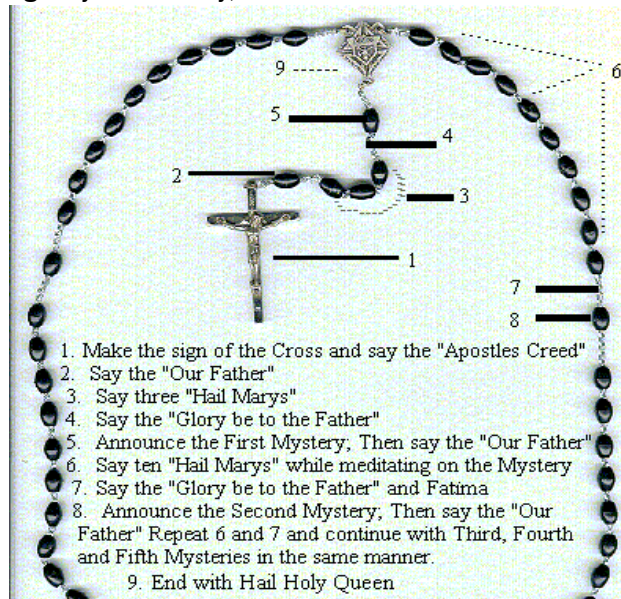 9
6
5
4
2
3
1
7
8
1. Make the sign of the Cross and say the "Apostles Creed"
2. Say the "Our Father"
3. Say three "Hail Marys"
4. Say the "Glory be to the Father"
5. Announce the First Mystery; Then say the "Our Father"
6. Say ten "Hail Marys" while meditating on the Mystery
7. Say the "Glory be to the Father" and Fatima
8. Announce the Second Mystery; Then say the "Our
Father" Repeat 6 and 7 and continue with Third, Fourth
and Fifth Mysteries in the same manner.
9. End with Hail Holy Queen